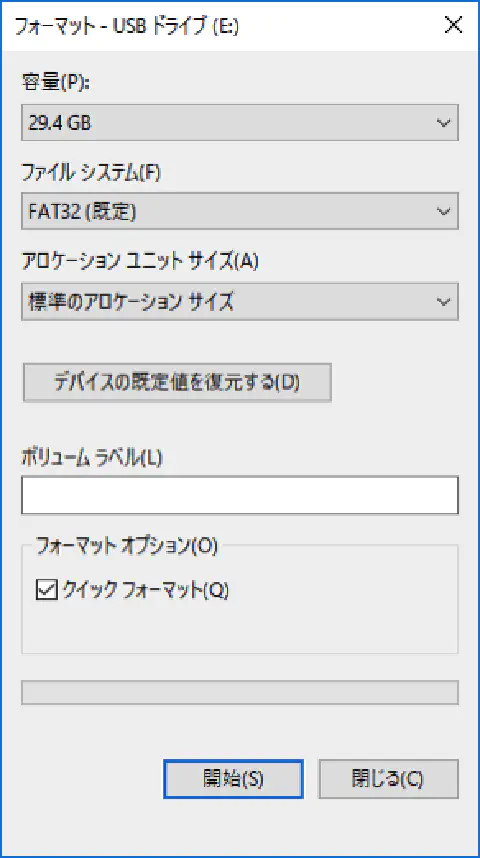 フォーマット - USB ドライブ (E:)
容量(P):
29.4 GB
ファイル システム(F)
FAT32 (既定)
アロケーション ユニット サイズ(A)
標準のアロケーション サイズ
デバイスの既定値を復元する(D)
ボリューム ラベル(L)
フォーマット オプション(O)
クイック フォーマット(Q)
開始(S)
閉じる(C)